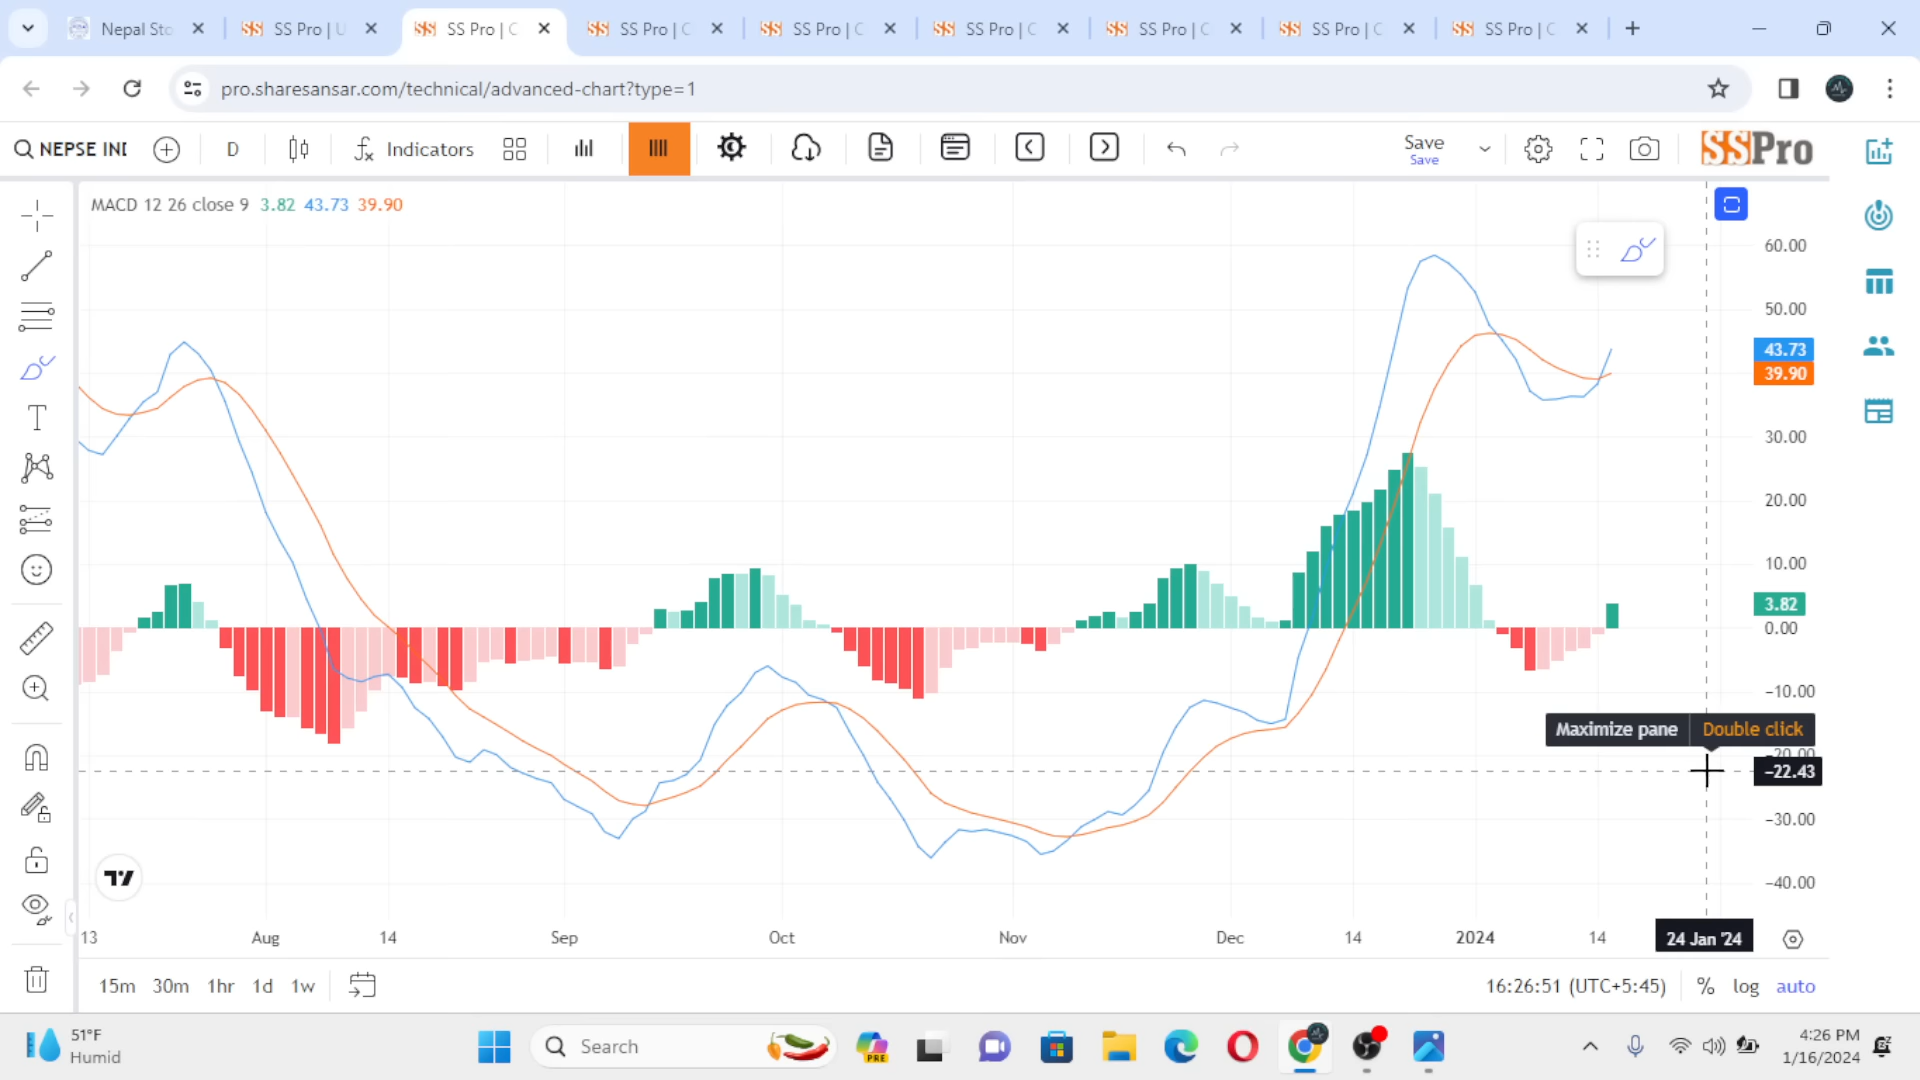 Nepal Sto
SS Pro | U
SS Pro | C
SS Pro | C
SS Pro | C
SS Pro | C
SS Pro | C
SS Pro | C
SS Pro | C
pro.sharesansar.com/technical/advanced-chart?type=1
NEPSE INI
D
Indicators
Save
Save
SSPro
MACD 12 26 close 9 3.82 43.73 39.90
60.00
50.00
43.73
39.90
30.00
20.00
10.00
3.82
0.00
−10.00
Maximize pane Double click
−20.00
−22.43
−30.00
−40.00
13 Aug 14 Sep Oct Nov Dec 14 2024 14 24 Jan '24
15m 30m 1hr 1d 1w
16:26:51 (UTC+5:45) % log auto
51°F
Humid
Search
PRE
4:26 PM
1/16/2024